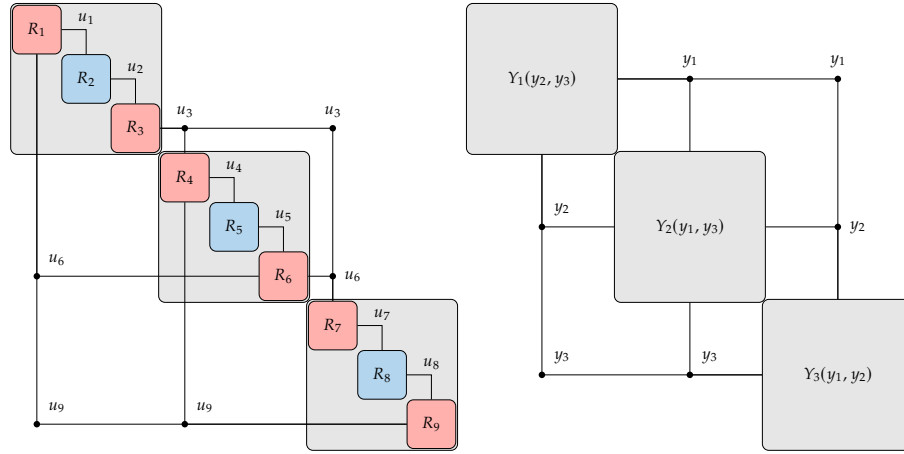 R₁
u₁
R₂
u₂
R₃
u₃
u₃
R₄
u₄
R₅
u₅
u₆
R₆
u₆
R₇
u₇
R₈
u₈
u₉
u₉
R₉
Y₁(y₂, y₃)
y₁
y₁
y₂
Y₂(y₁, y₃)
y₂
y₃
y₃
Y₃(y₁, y₂)